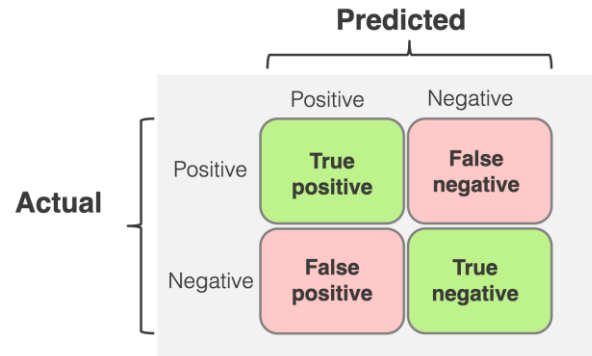 Predicted
Positive Negative
Positive
True
positive
False
negative
Actual
Negative
False
positive
True
negative